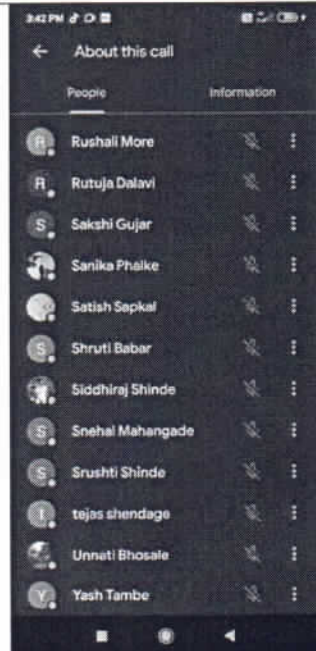 3:42 PM
About this call
People Information
R Rushali More
R Rutuja Dalavi
S Sakshi Gujar
Sanika Phalke
Satish Sapkal
S Shruti Babar
Siddhiraj Shinde
S Snehal Mahangade
S Srushti Shinde
t tejas shendage
Unnati Bhosale
Y Yash Tambe